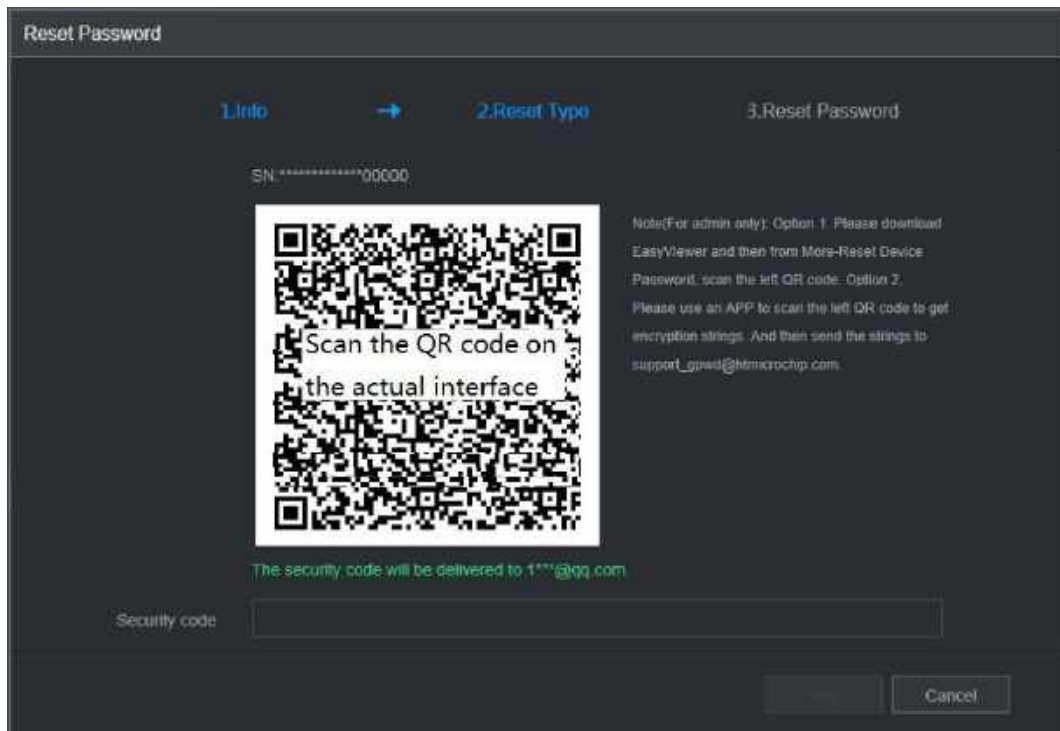 Reset Password
1.Info → 2.Reset Type 3.Reset Password
SN:*************00000
Note(For admin only): Option 1. Please download
EasyViewer and then from More-Reset Device
Password, scan the left QR code. Option 2.
Please use an APP to scan the left QR code to get
encryption strings. And then send the strings to
support_gpwd@htmicrochip.com.
Scan the QR code on
the actual interface
The security code will be delivered to 1***@qq.com.
Security code
Cancel